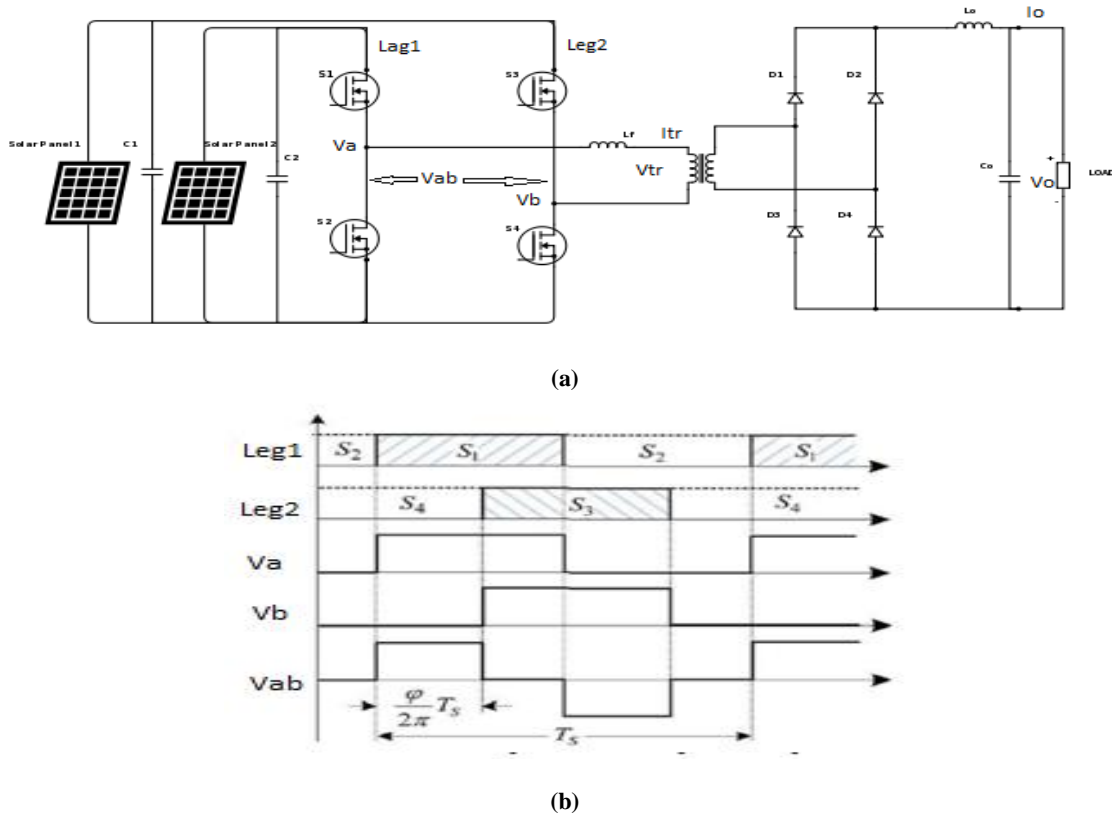 Lag1
Leg2
Lo
Io
S1
S3
D1
D2
Solar Panel 1
C1
Solar Panel 2
C2
Va
Lf
Itr
Vab
Vtr
Vb
Co
+
Vo
LOAD
-
S2
S4
D3
D4
(a)
Leg1 S₂ S₁ S₂ S₁
Leg2 S₄ S₃ S₄
Va
Vb
Vab
φ/2π Tₛ
Tₛ
(b)